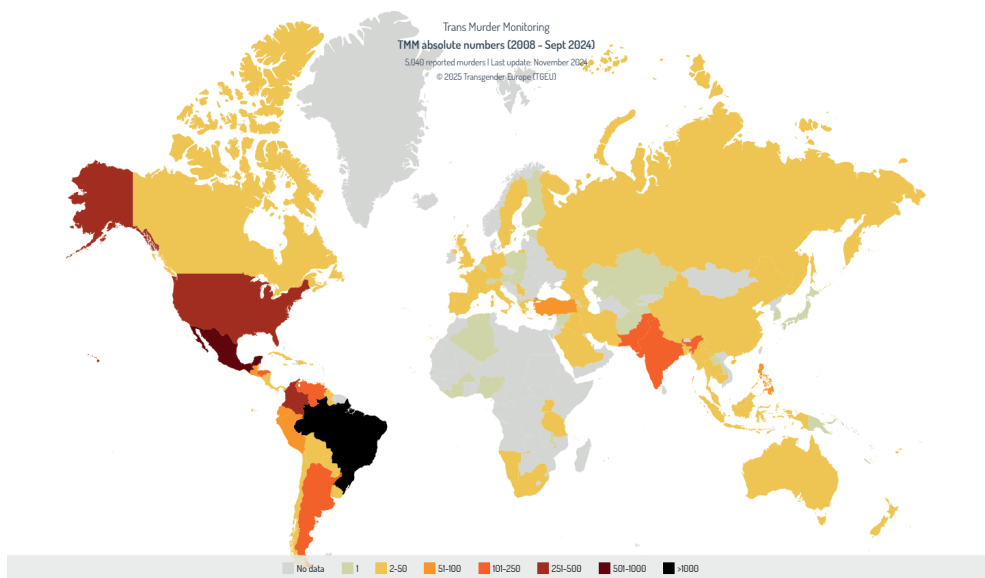 Trans Murder Monitoring
TMM absolute numbers (2008 - Sept 2024)
5,040 reported murders | Last update: November 2024
© 2025 Transgender Europe (TGEU)
No data 1 2-50 51-100 101-250 251-500 501-1000 >1000